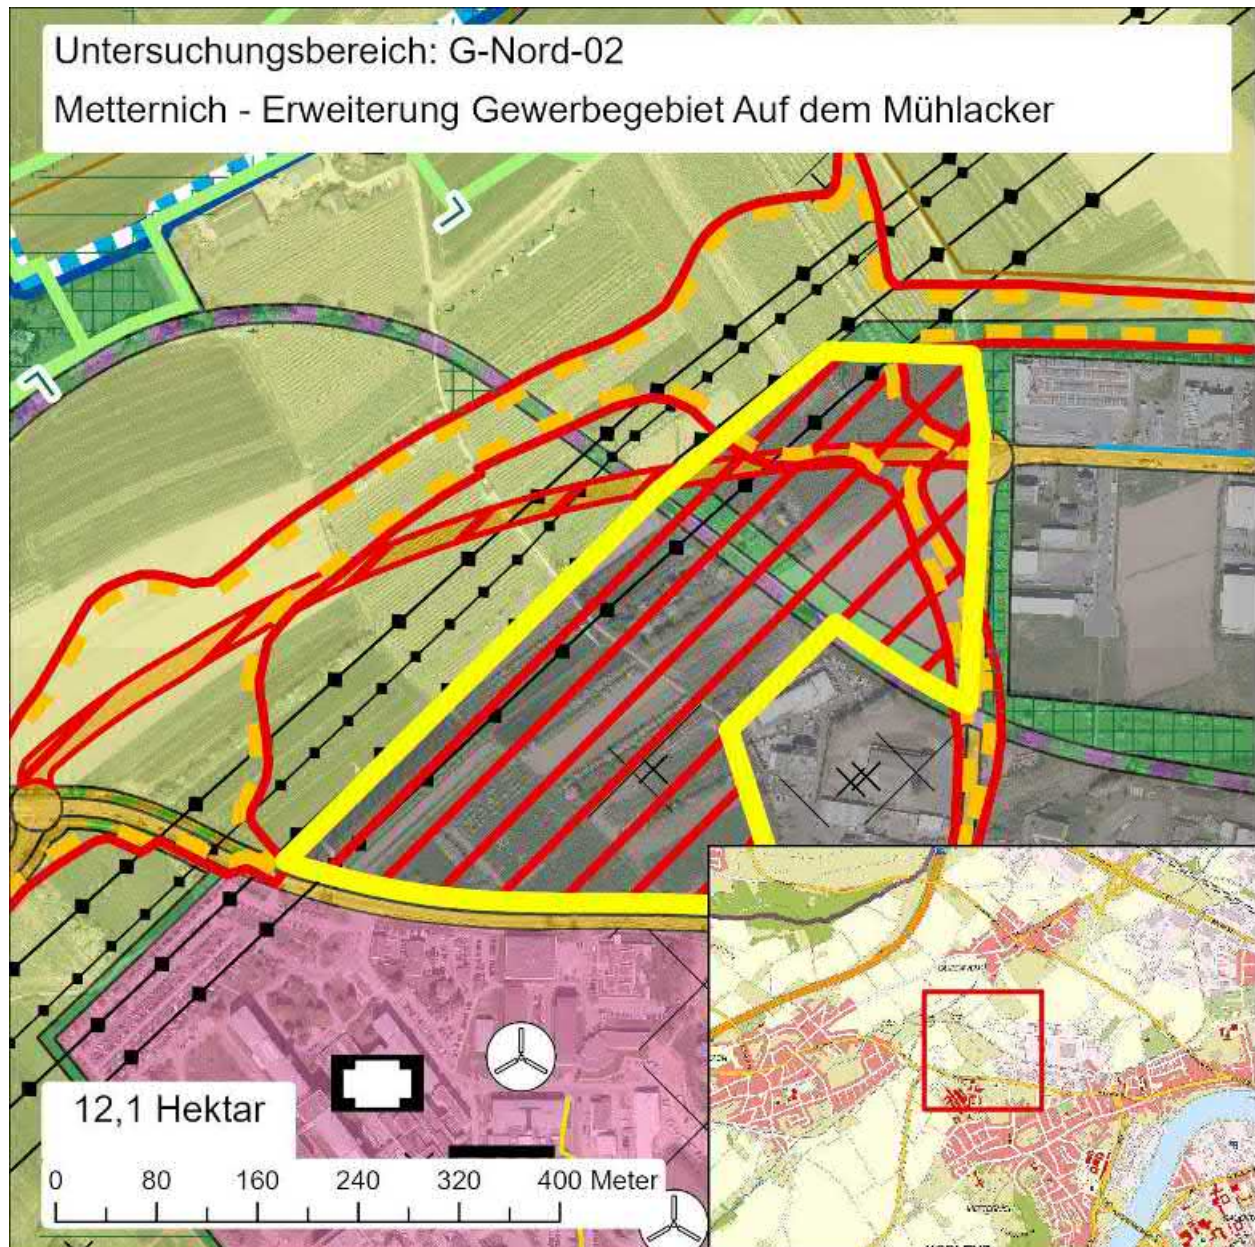 Untersuchungsbereich: G-Nord-02
Metternich - Erweiterung Gewerbegebiet Auf dem Mühlacker
12,1 Hektar
0 80 160 240 320 400 Meter